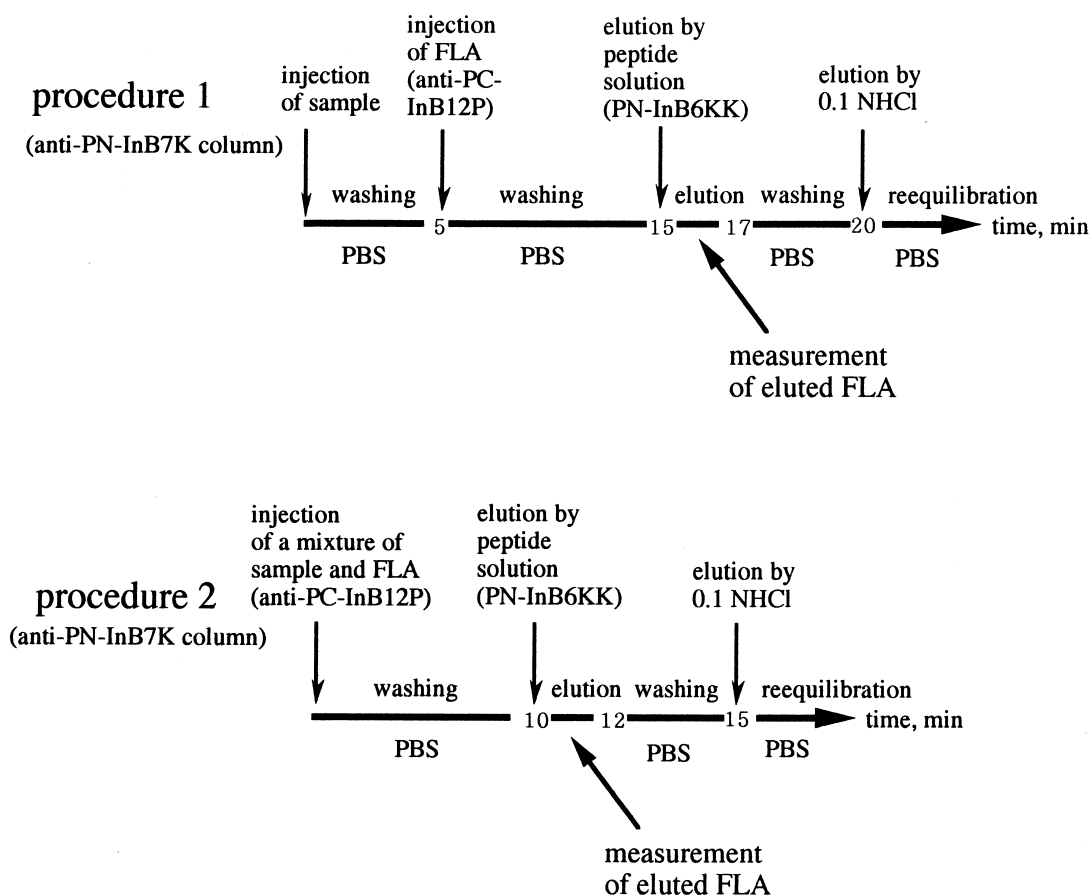 procedure 1
(anti-PN-InB7K column)
injection
of sample
injection
of FLA
(anti-PC-
InB12P)
elution by
peptide
solution
(PN-InB6KK)
elution by
0.1 NHCl
washing
washing
elution
washing
reequilibration
5
15
17
20
time, min
PBS
PBS
PBS
PBS
measurement
of eluted FLA
procedure 2
(anti-PN-InB7K column)
injection
of a mixture of
sample and FLA
(anti-PC-InB12P)
elution by
peptide
solution
(PN-InB6KK)
elution by
0.1 NHCl
washing
elution
washing
reequilibration
10
12
15
time, min
PBS
PBS
PBS
measurement
of eluted FLA